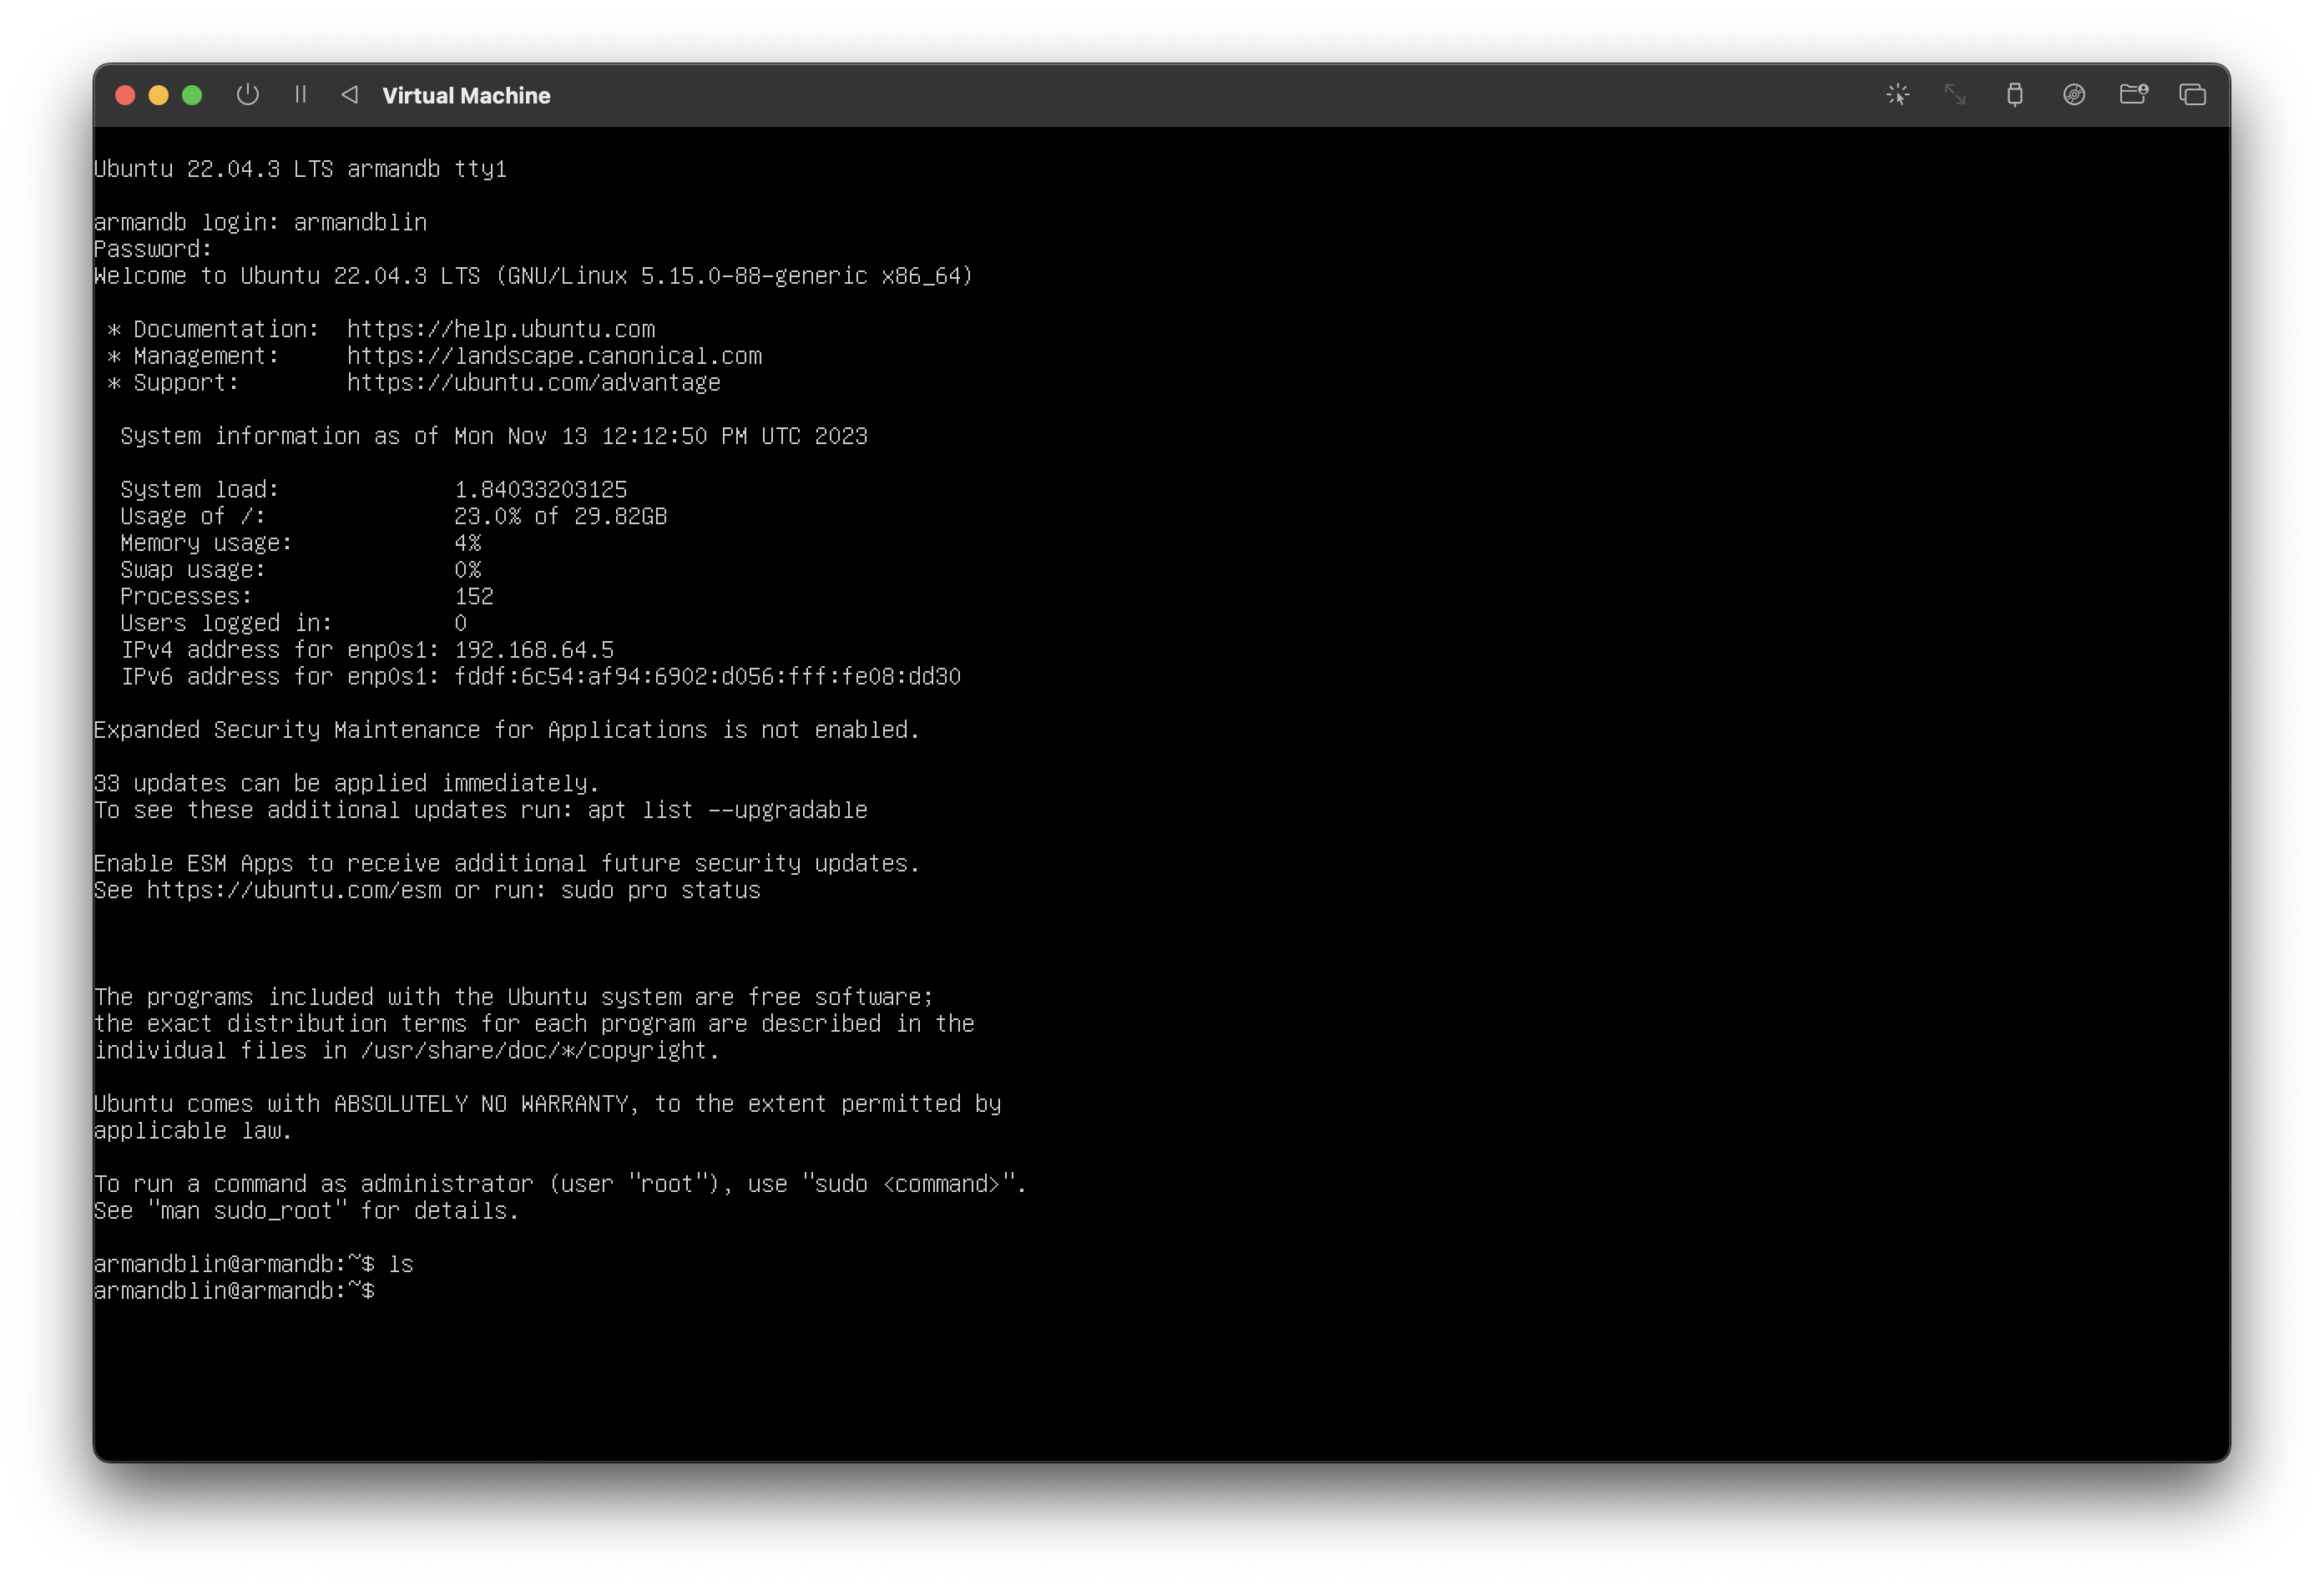 Virtual Machine
Ubuntu 22.04.3 LTS armandb tty1
armandb login: armandblin
Password:
Welcome to Ubuntu 22.04.3 LTS (GNU/Linux 5.15.0-88-generic x86_64)
* Documentation:  https://help.ubuntu.com
* Management:     https://landscape.canonical.com
* Support:        https://ubuntu.com/advantage
System information as of Mon Nov 13 12:12:50 PM UTC 2023
System load:             1.84033203125
Usage of /:              23.0% of 29.82GB
Memory usage:            4%
Swap usage:              0%
Processes:               152
Users logged in:         0
IPv4 address for enp0s1: 192.168.64.5
IPv6 address for enp0s1: fddf:6c54:af94:6902:d056:fff:fe08:dd30
Expanded Security Maintenance for Applications is not enabled.
33 updates can be applied immediately.
To see these additional updates run: apt list --upgradable
Enable ESM Apps to receive additional future security updates.
See https://ubuntu.com/esm or run: sudo pro status
The programs included with the Ubuntu system are free software;
the exact distribution terms for each program are described in the
individual files in /usr/share/doc/*/copyright.
Ubuntu comes with ABSOLUTELY NO WARRANTY, to the extent permitted by
applicable law.
To run a command as administrator (user "root"), use "sudo <command>".
See "man sudo_root" for details.
armandblin@armandb:~$ ls
armandblin@armandb:~$